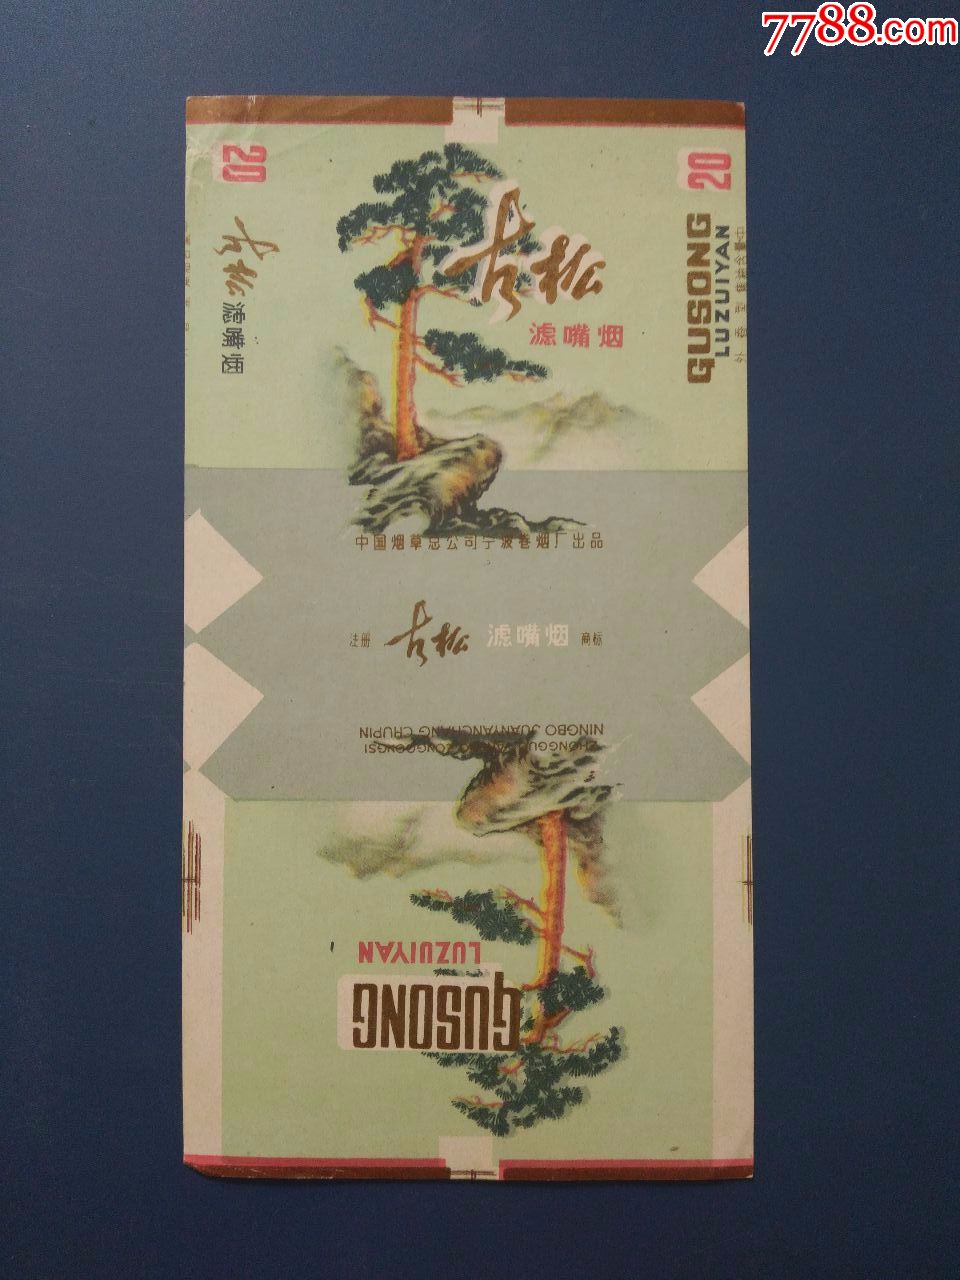 7788.com
20
古松
滤嘴烟
古松
滤嘴烟
20
GUSONG
LUZUIYAN
中国烟草总公司宁波卷烟厂出品
注册 古松 滤嘴烟 商标
NINGBO JUANYANCHANG CHUPIN
LUZUIYAN
GUSONG